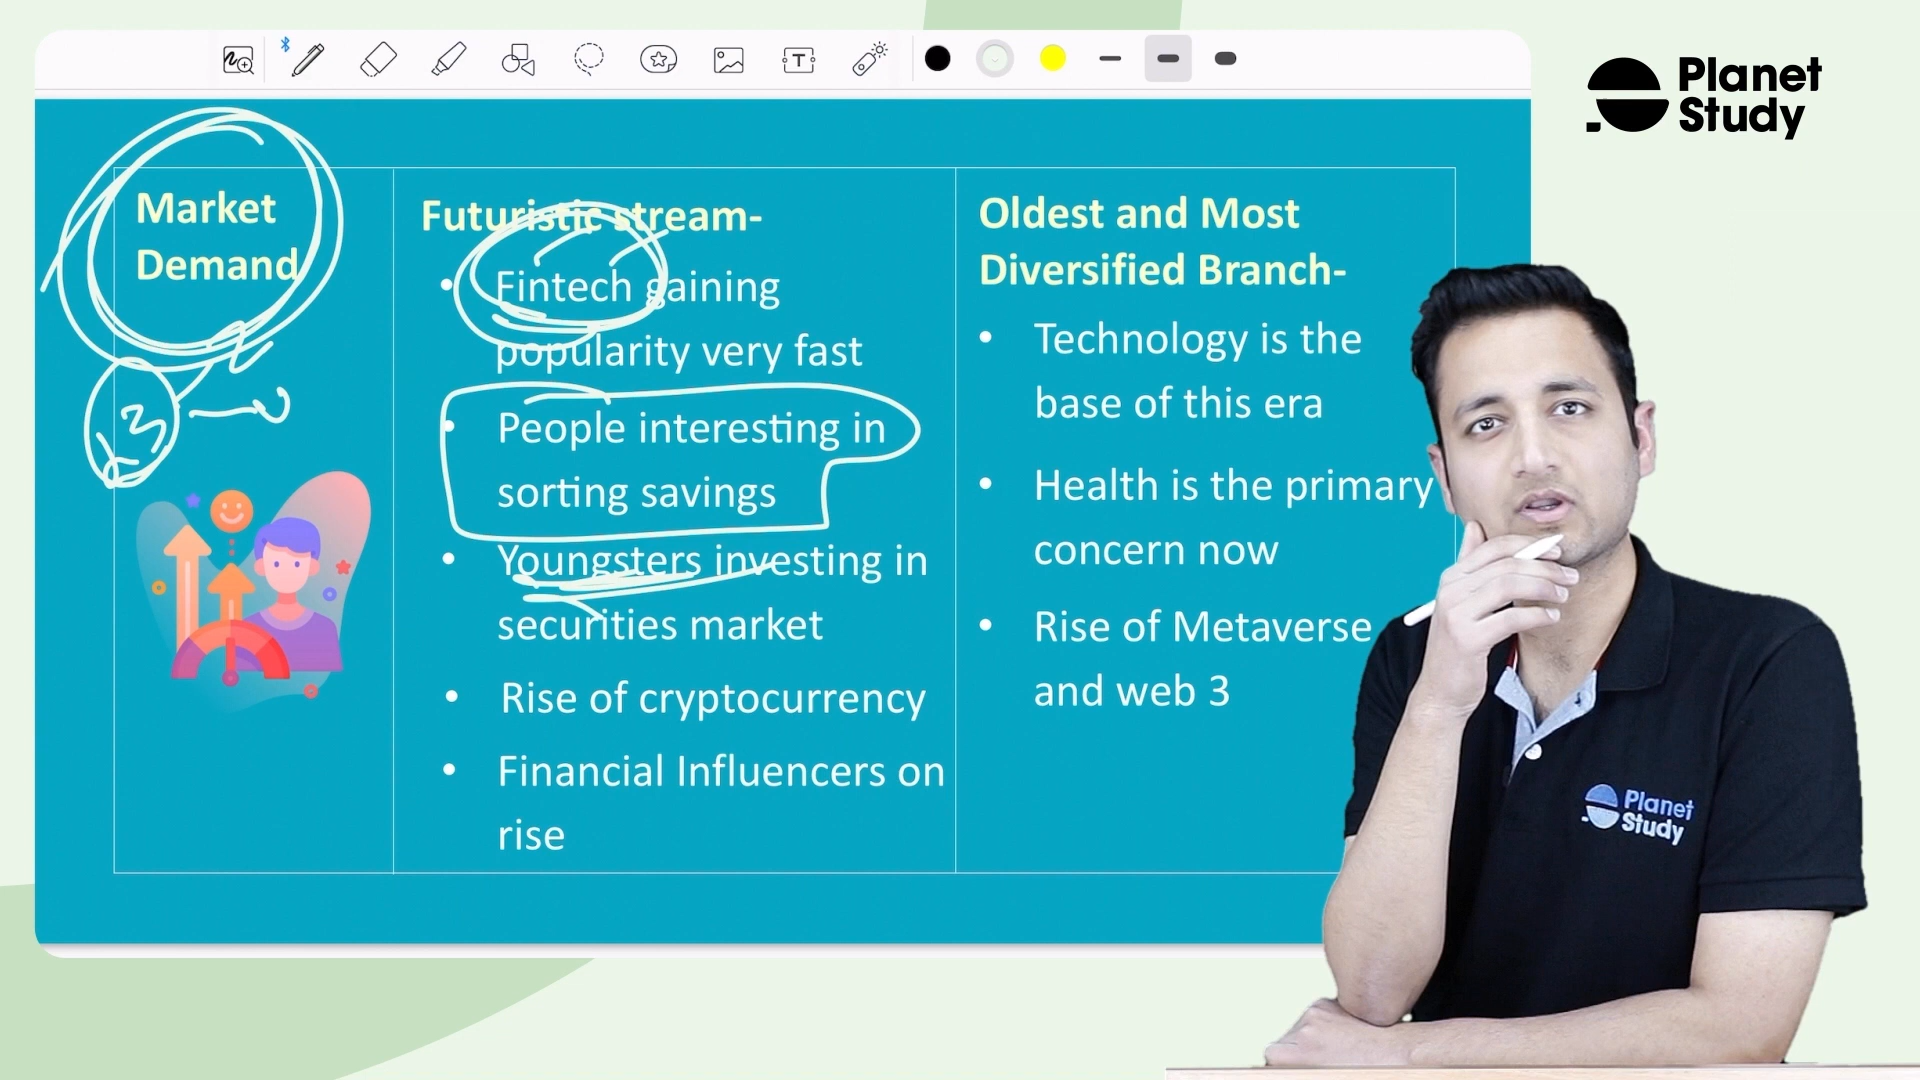 Planet
Study
Market
Demand
Futuristic stream-
• Fintech gaining
popularity very fast
• People interesting in
sorting savings
• Youngsters investing in
securities market
• Rise of cryptocurrency
• Financial Influencers on
rise
Oldest and Most
Diversified Branch-
• Technology is the
base of this era
• Health is the primary
concern now
• Rise of Metaverse
and web 3
Planet
Study